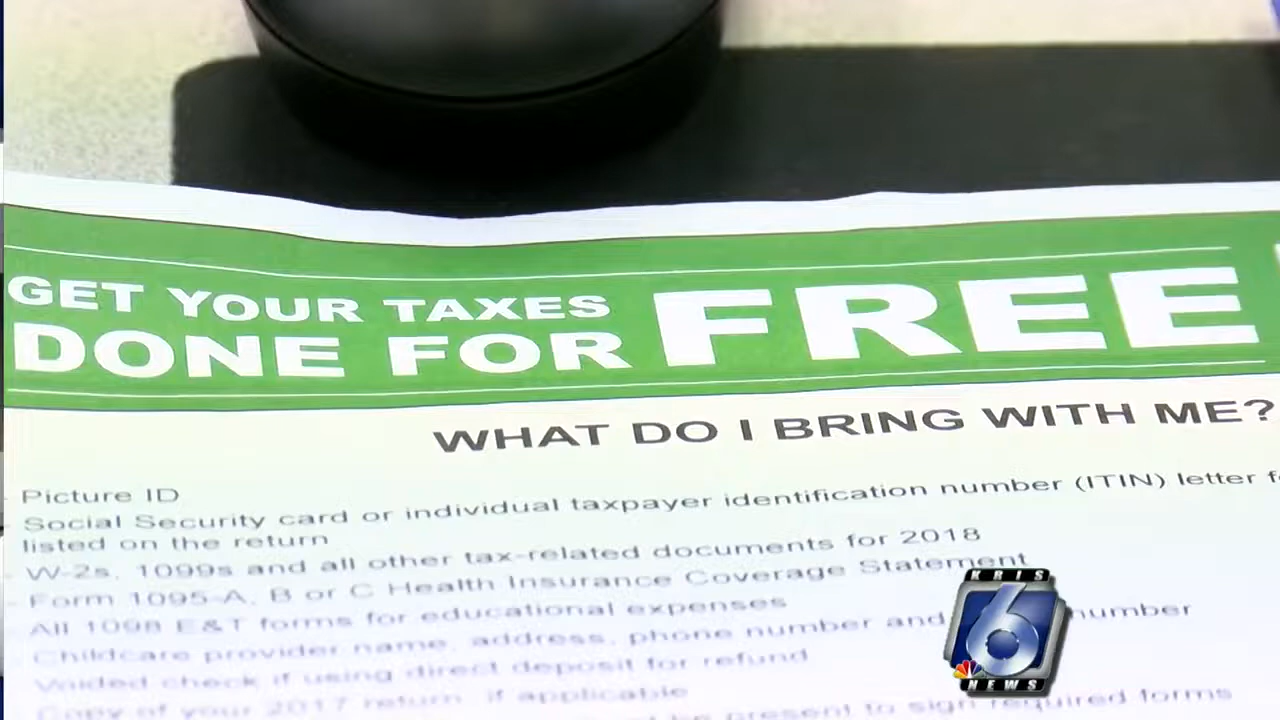 GET YOUR TAXES
DONE FOR FREE
WHAT DO I BRING WITH ME?
Picture ID
Social Security card or individual taxpayer identification number (ITIN) letter
listed on the return
W-2s, 1099s and all other tax-related documents for 2018
Form 1095-A, B or C Health Insurance Coverage Statement
All 1098 E&T forms for educational expenses
Childcare provider name, address, phone number and number
Voided check if using direct deposit for refund
Copy of your 2017 return, if applicable
be present to sign required forms
KRIS
6
NEWS